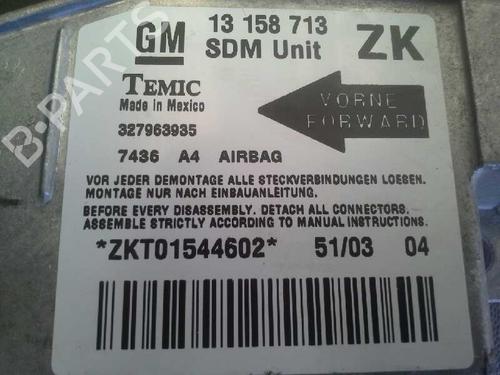 GM
13 158 713
SDM Unit
ZK
TEMIC
Made in Mexico
327963935
VORNE
FORWARD
7436 A4 AIRBAG
VOR JEDER DEMONTAGE ALLE STECKVERBINDUNGEN LOESEN.
MONTAGE NUR NACH EINBAUANLEITUNG.
BEFORE EVERY DISASSEMBLY. DETACH ALL CONNECTORS.
ASSEMBLE STRICTLY ACCORDING TO MANUAL INSTRUCTIONS.
*ZKT01544602* 51/03 04
B-PARTS